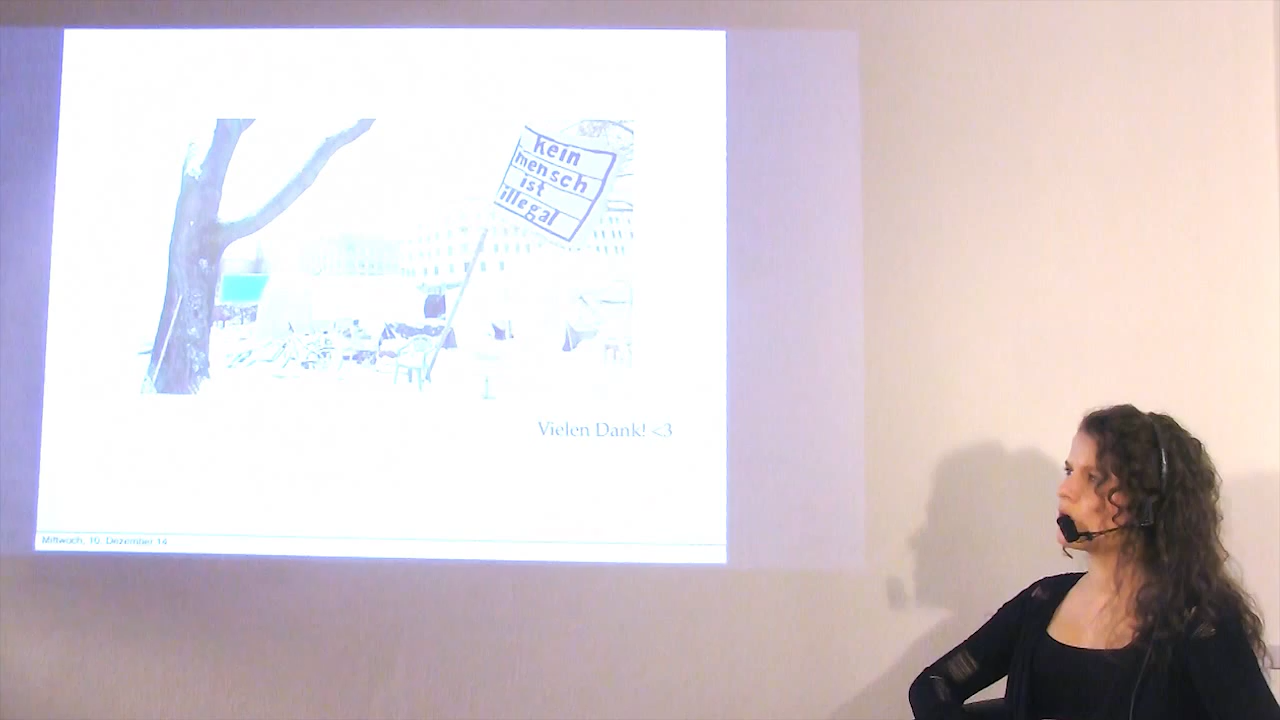 kein
mensch
ist
illegal
Vielen Dank! <3
Mittwoch, 10. Dezember 14